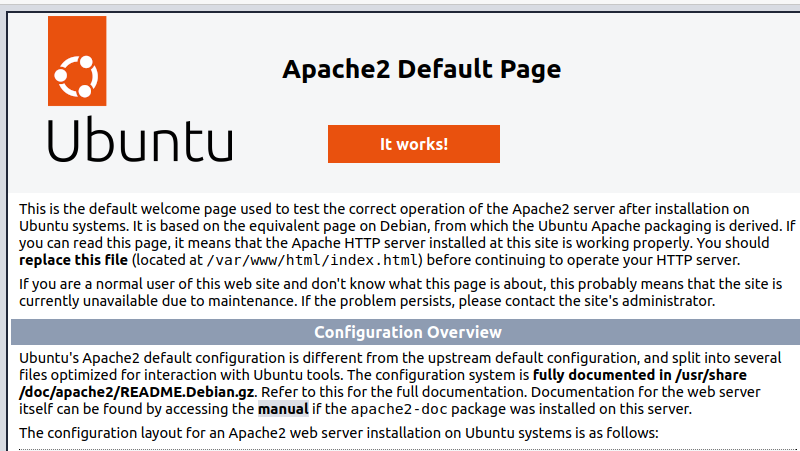 Apache2 Default Page
Ubuntu
It works!
This is the default welcome page used to test the correct operation of the Apache2 server after installation on
Ubuntu systems. It is based on the equivalent page on Debian, from which the Ubuntu Apache packaging is derived. If
you can read this page, it means that the Apache HTTP server installed at this site is working properly. You should
replace this file (located at /var/www/html/index.html) before continuing to operate your HTTP server.
If you are a normal user of this web site and don't know what this page is about, this probably means that the site is
currently unavailable due to maintenance. If the problem persists, please contact the site's administrator.
Configuration Overview
Ubuntu's Apache2 default configuration is different from the upstream default configuration, and split into several
files optimized for interaction with Ubuntu tools. The configuration system is fully documented in /usr/share
/doc/apache2/README.Debian.gz. Refer to this for the full documentation. Documentation for the web server
itself can be found by accessing the manual if the apache2-doc package was installed on this server.
The configuration layout for an Apache2 web server installation on Ubuntu systems is as follows: